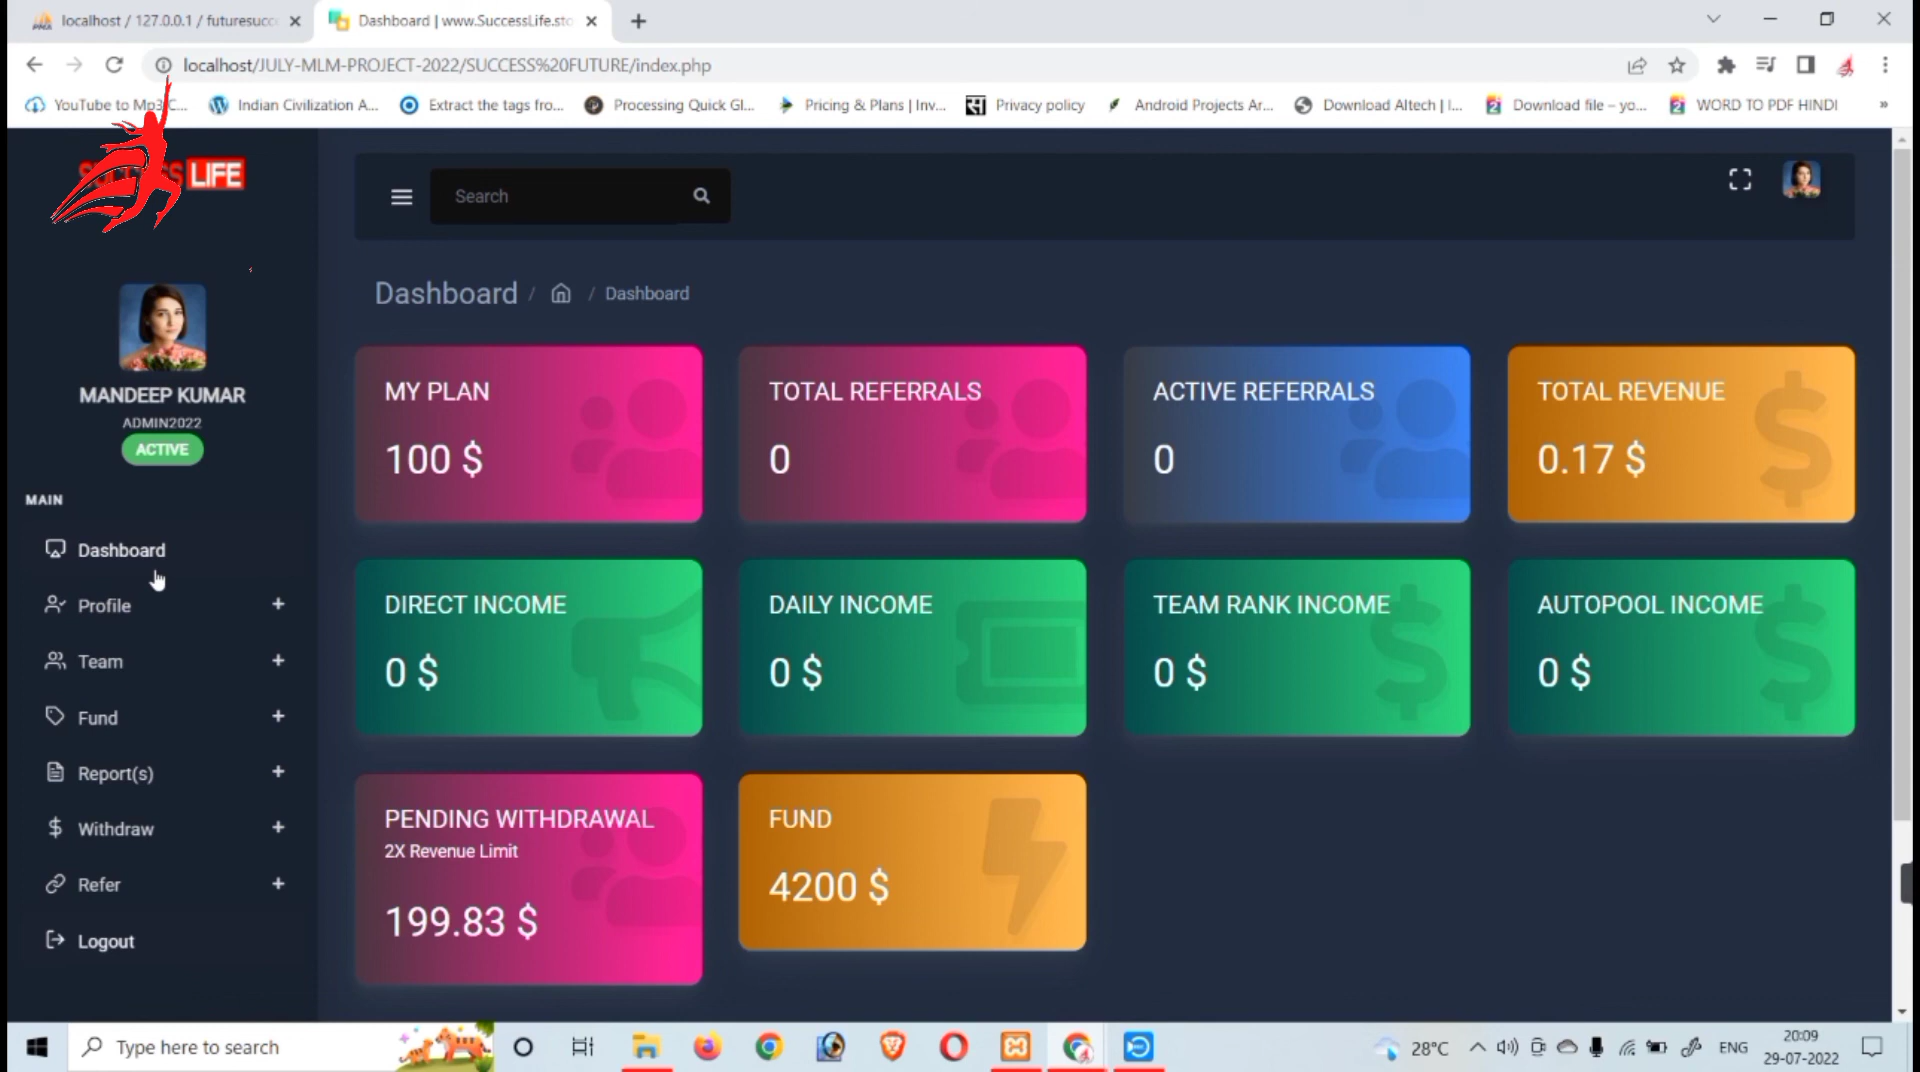 localhost / 127.0.0.1 / futuresucc
Dashboard | www.SuccessLife.sto
localhost/JULY-MLM-PROJECT-2022/SUCCESS%20FUTURE/index.php
YouTube to Mp3 C...
Indian Civilization A...
Extract the tags fro...
Processing Quick Gl...
Pricing & Plans | Inv...
Privacy policy
Android Projects Ar...
Download Altech | I...
Download file – yo...
WORD TO PDF HINDI
»
SUCCESS LIFE
Search
MANDEEP KUMAR
ADMIN2022
ACTIVE
MAIN
Dashboard
Profile +
Team +
Fund +
Report(s) +
Withdraw +
Refer +
Logout
Dashboard / / Dashboard
MY PLAN
100 $
TOTAL REFERRALS
0
ACTIVE REFERRALS
0
TOTAL REVENUE
0.17 $
DIRECT INCOME
0 $
DAILY INCOME
0 $
TEAM RANK INCOME
0 $
AUTOPOOL INCOME
0 $
PENDING WITHDRAWAL
2X Revenue Limit
199.83 $
FUND
4200 $
Type here to search
28°C
ENG
20:09
29-07-2022